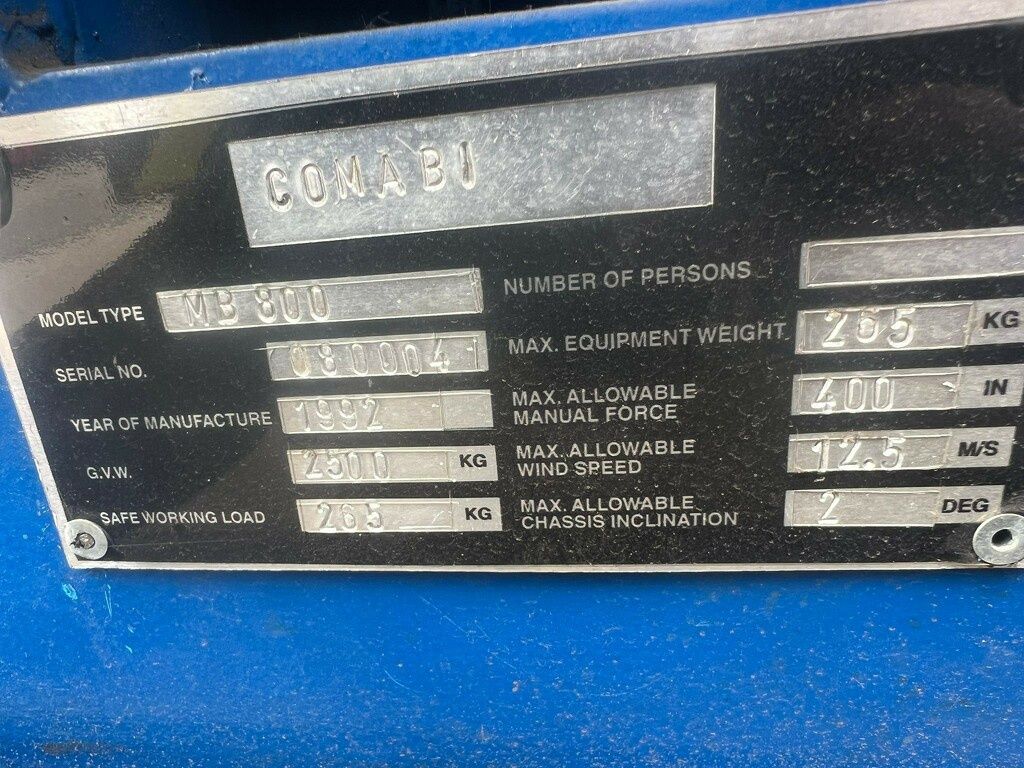 COMABI
MODEL TYPE MB 800
SERIAL NO. 080004
YEAR OF MANUFACTURE 1992
G.V.W. 2500 KG
SAFE WORKING LOAD 265 KG
NUMBER OF PERSONS
MAX. EQUIPMENT WEIGHT 265 KG
MAX. ALLOWABLE
MANUAL FORCE 400 IN
MAX. ALLOWABLE
WIND SPEED 12.5 M/S
MAX. ALLOWABLE
CHASSIS INCLINATION 2 DEG